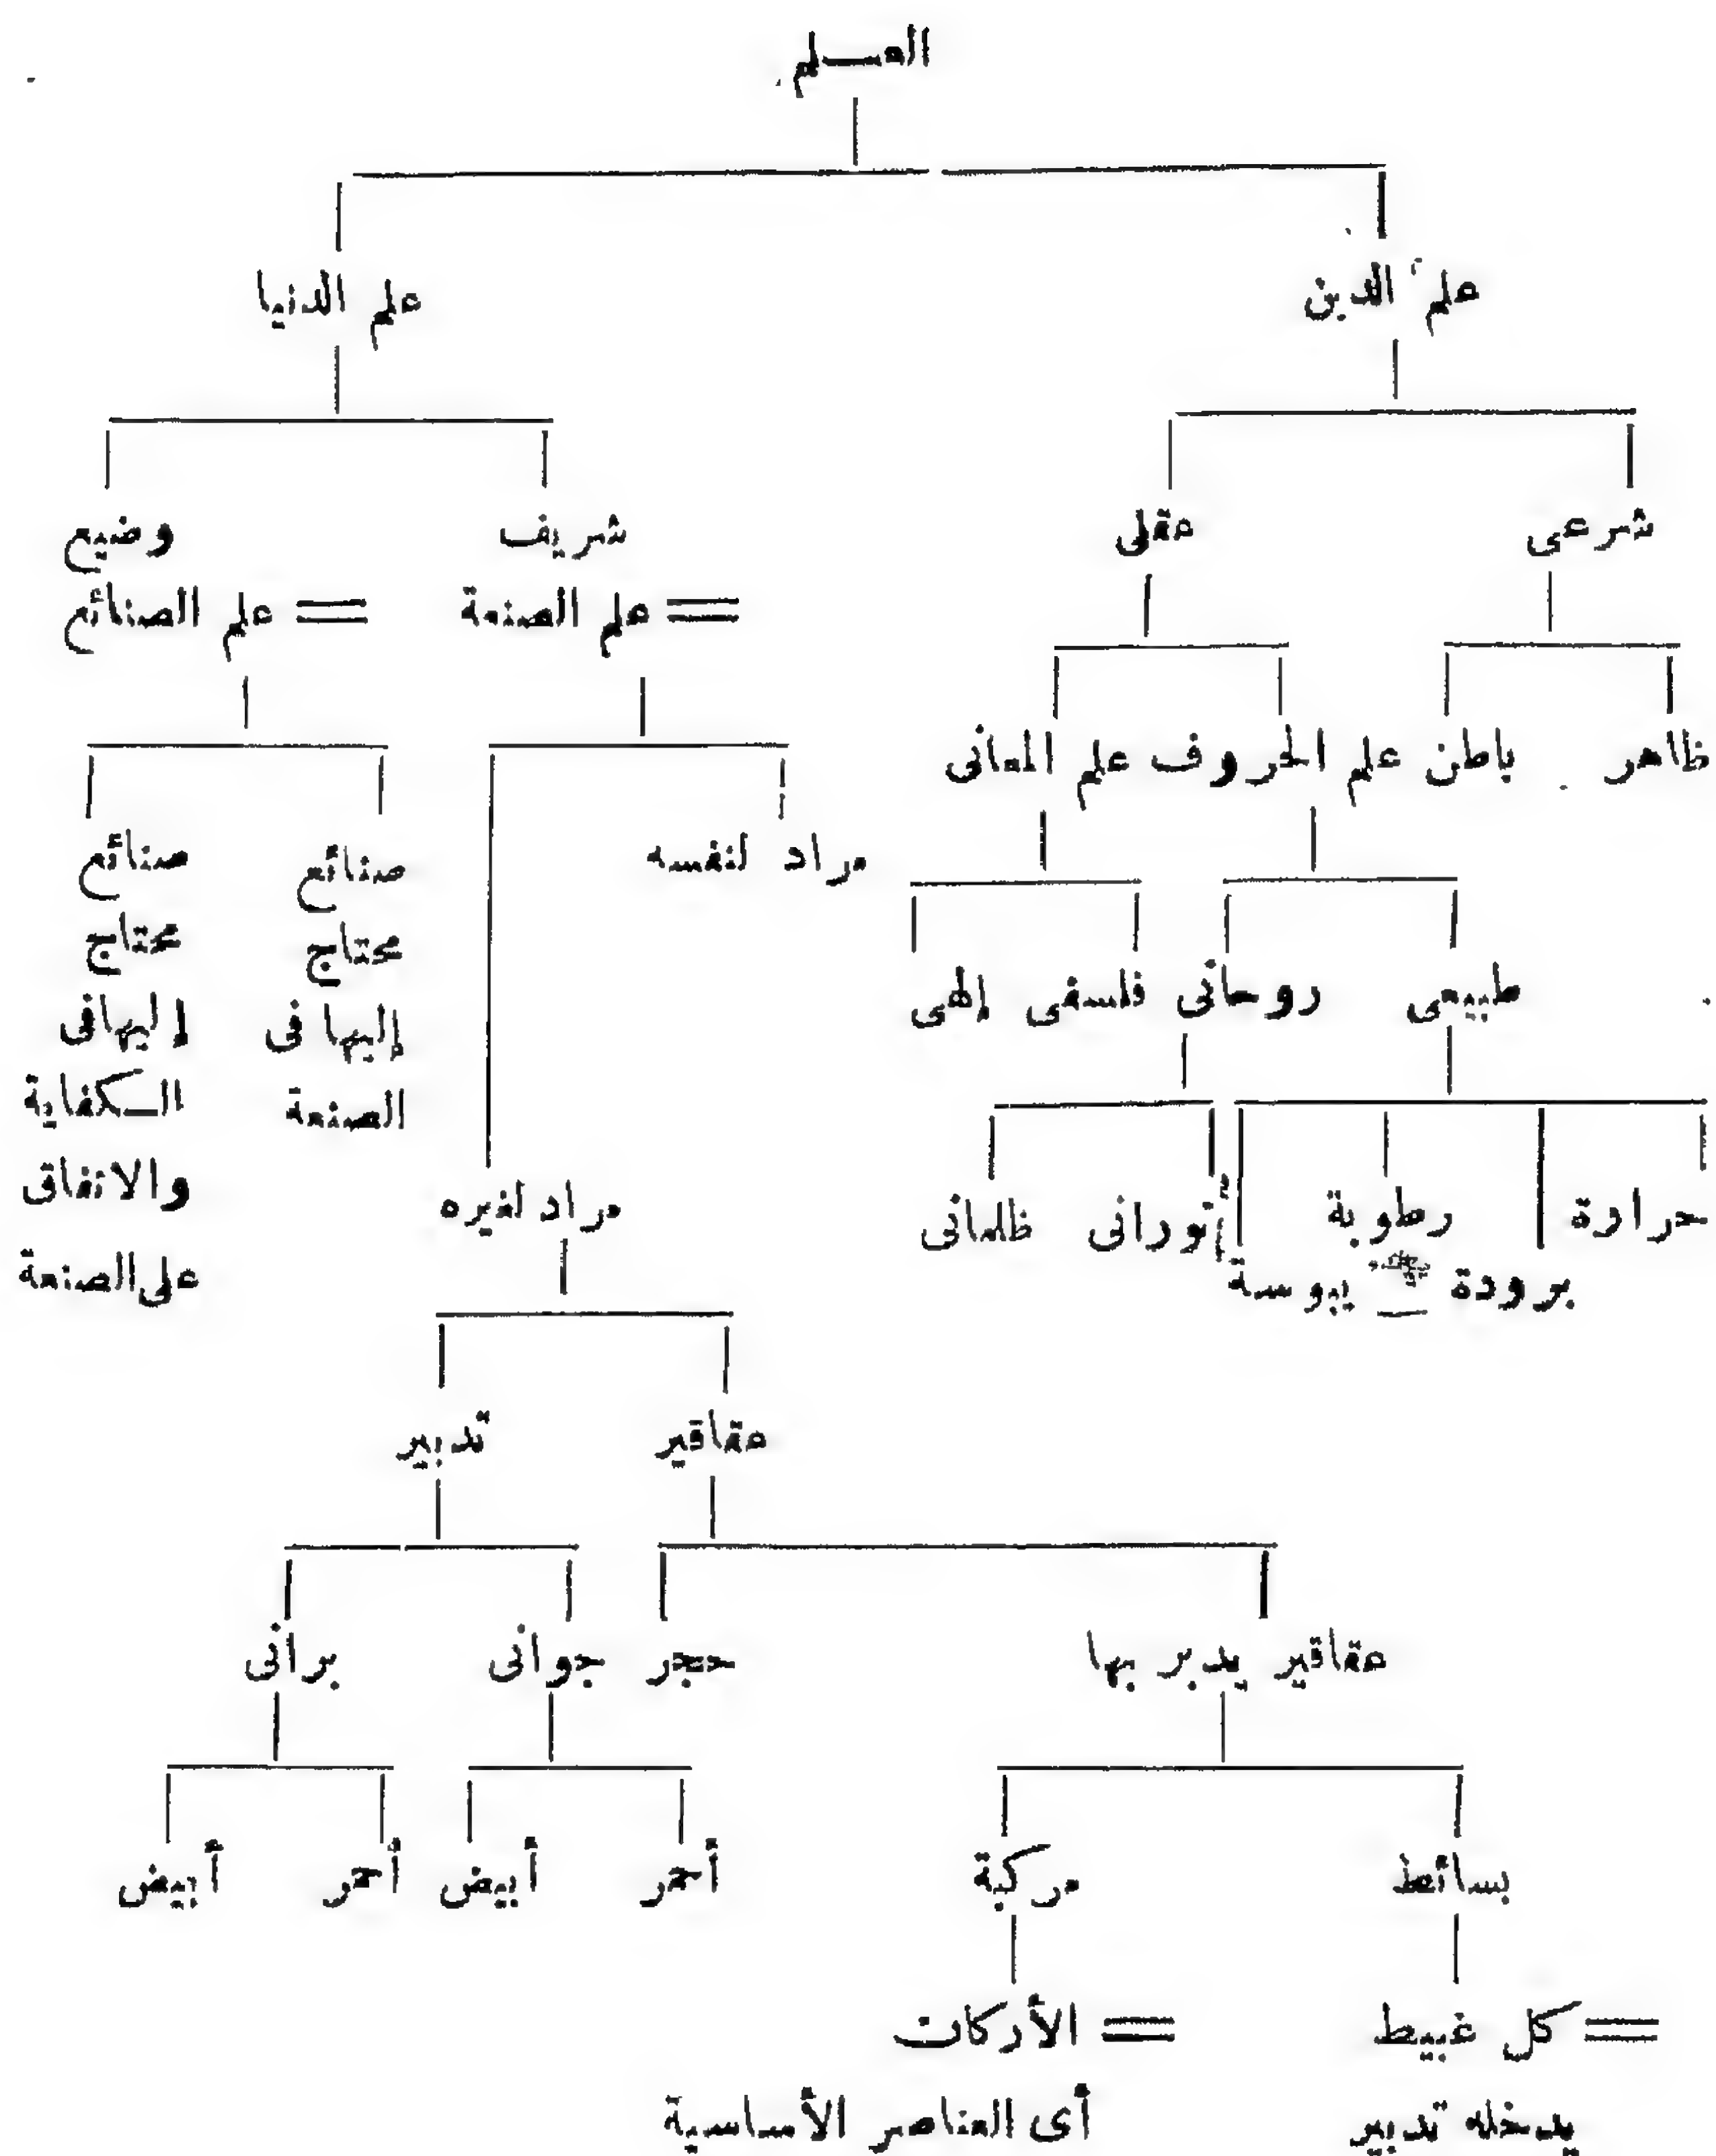 العلم
علم الدين
علم الدنيا
شرعى
عقلى
شريف
وضيع
= علم الصنعة
= علم الصنائع
ظاهر
باطن
علم الحروف
علم المعانى
مراد لنفسه
صنائع
محتاج
إليها فى
الصنعة
صنائع
محتاج
إليها فى
الكفاية
والانفاق
على الصنعة
طبيعى
روحانى
فلسفى
إلهى
حرارة
برودة
رطوبة
يبوسة
نورانى
ظلمانى
مراد لغيره
عقاقير
تدبير
عقاقير يدبر بها
حجر
جوانى
برانى
بسائط
مركبة
أحمر
أبيض
أحمر
أبيض
= كل غبيط
يدخله تدبير
= الأركان
أى العناصر الأساسية